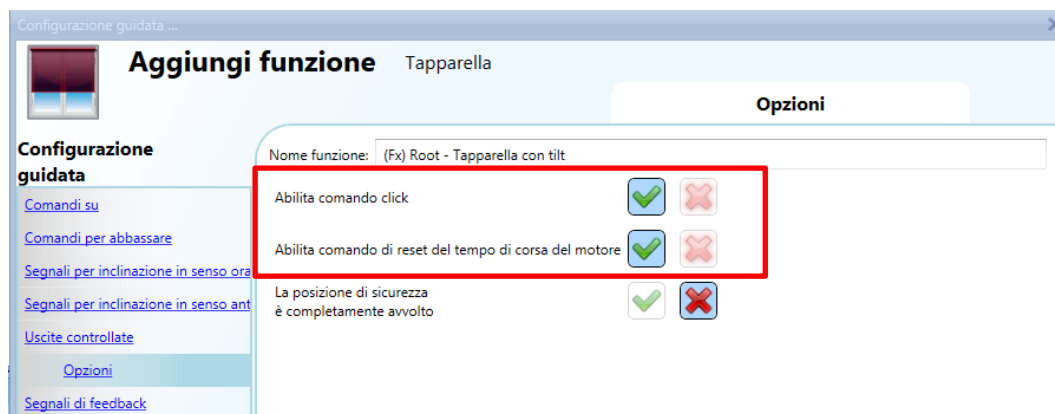 Configurazione guidata ...
Aggiungi funzione Tapparella
Opzioni
Configurazione
guidata
Comandi su
Comandi per abbassare
Segnali per inclinazione in senso ora
Segnali per inclinazione in senso ant
Uscite controllate
Opzioni
Segnali di feedback
Nome funzione: (Fx) Root - Tapparella con tilt
Abilita comando click
Abilita comando di reset del tempo di corsa del motore
La posizione di sicurezza
è completamente avvolto